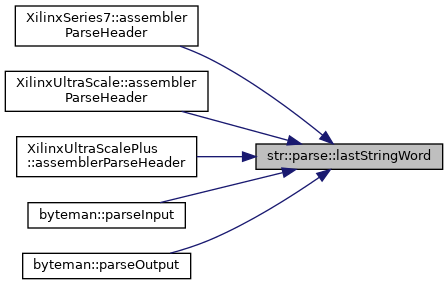 XilinxSeries7::assembler
ParseHeader
XilinxUltraScale::assembler
ParseHeader
XilinxUltraScalePlus
::assemblerParseHeader
str::parse::lastStringWord
byteman::parseInput
byteman::parseOutput